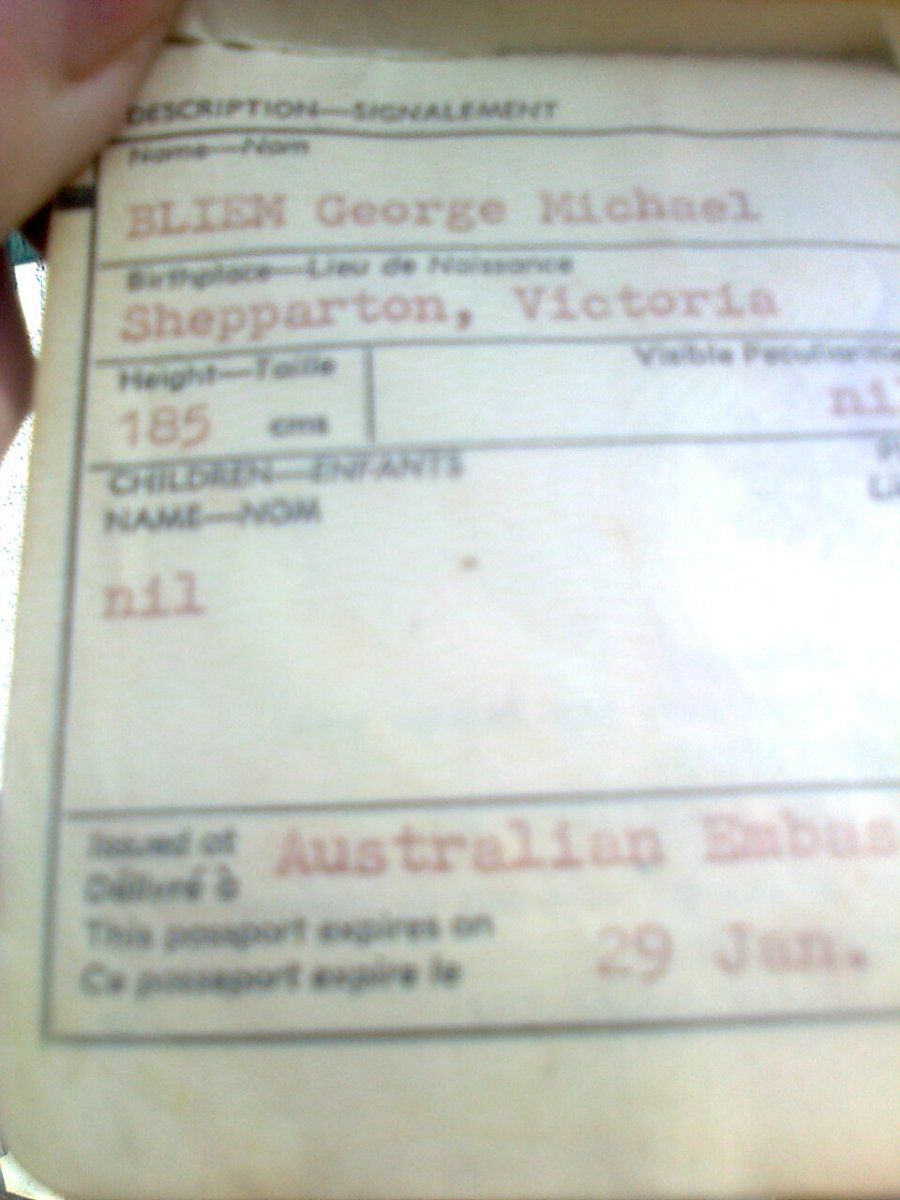 DESCRIPTION—SIGNALEMENT
Name—Nom
BLIEM George Michael
Birthplace—Lieu de Naissance
Shepparton, Victoria
Height—Taille
Visible
185 cms
nil
CHILDREN—ENFANTS
NAME—NOM
nil
Issued at
Délivré à
Australian
This passport expires on
Ce passeport expire le
29 Jan.